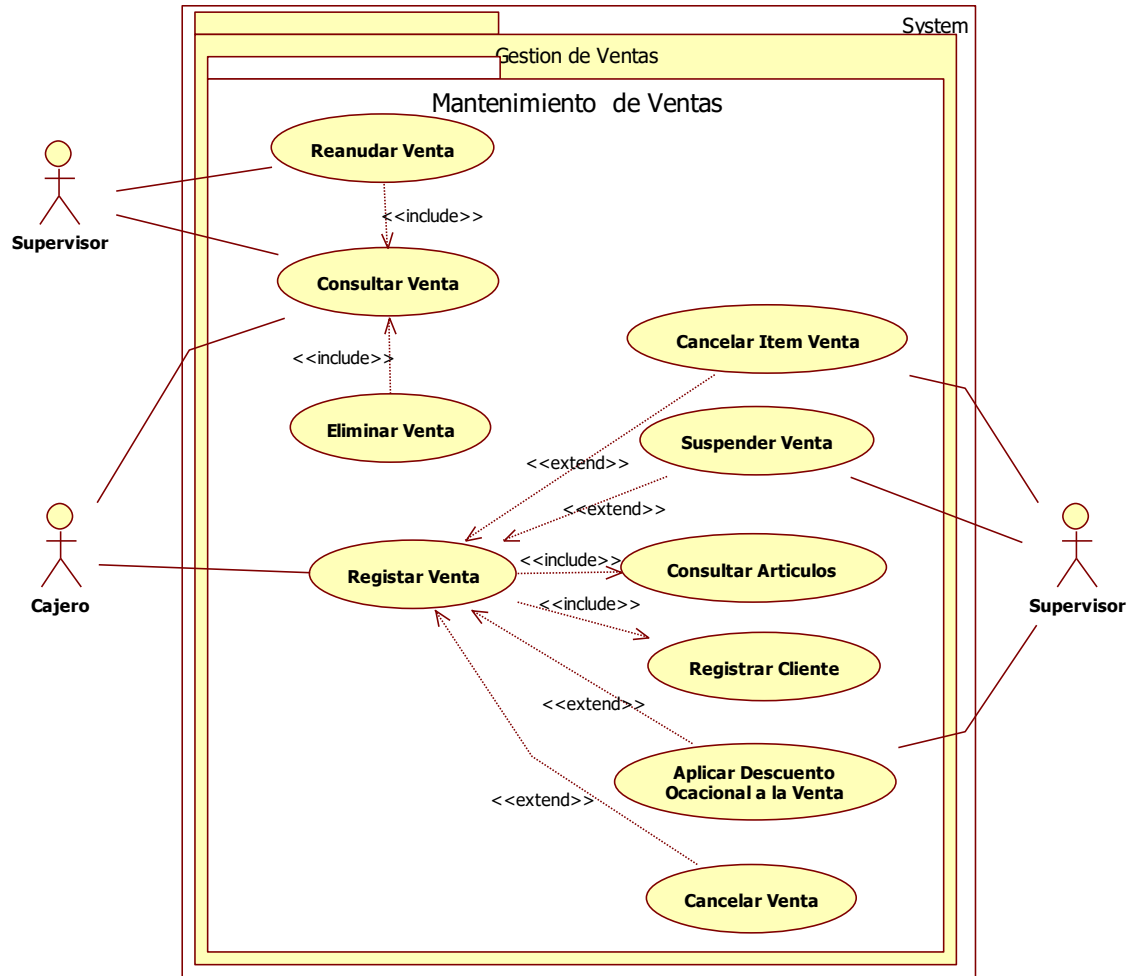 System
Gestion de Ventas
Mantenimiento de Ventas
Reanudar Venta
<<include>>
Supervisor
Consultar Venta
Cancelar Item Venta
<<include>>
Eliminar Venta
Suspender Venta
<<extend>>
<<extend>>
Registar Venta
<<include>>
Consultar Articulos
Cajero
<<include>>
Supervisor
Registrar Cliente
<<extend>>
Aplicar Descuento
Ocacional a la Venta
<<extend>>
Cancelar Venta